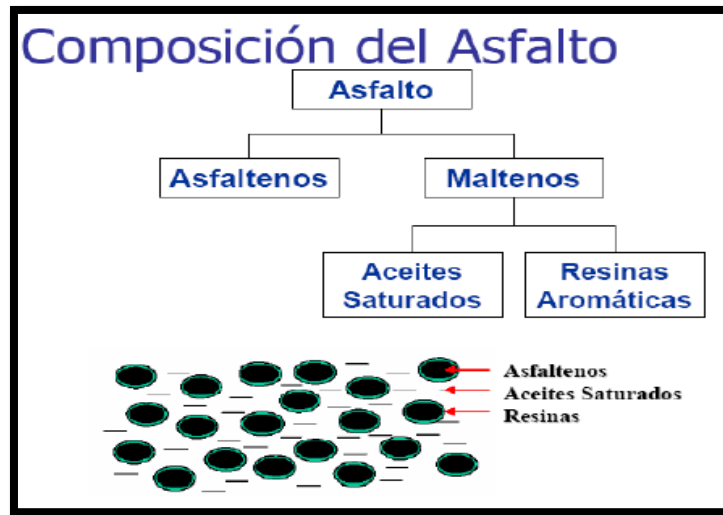 Composición del Asfalto
Asfalto
Asfaltenos
Maltenos
Aceites
Saturados
Resinas
Aromáticas
Asfaltenos
Aceites Saturados
Resinas